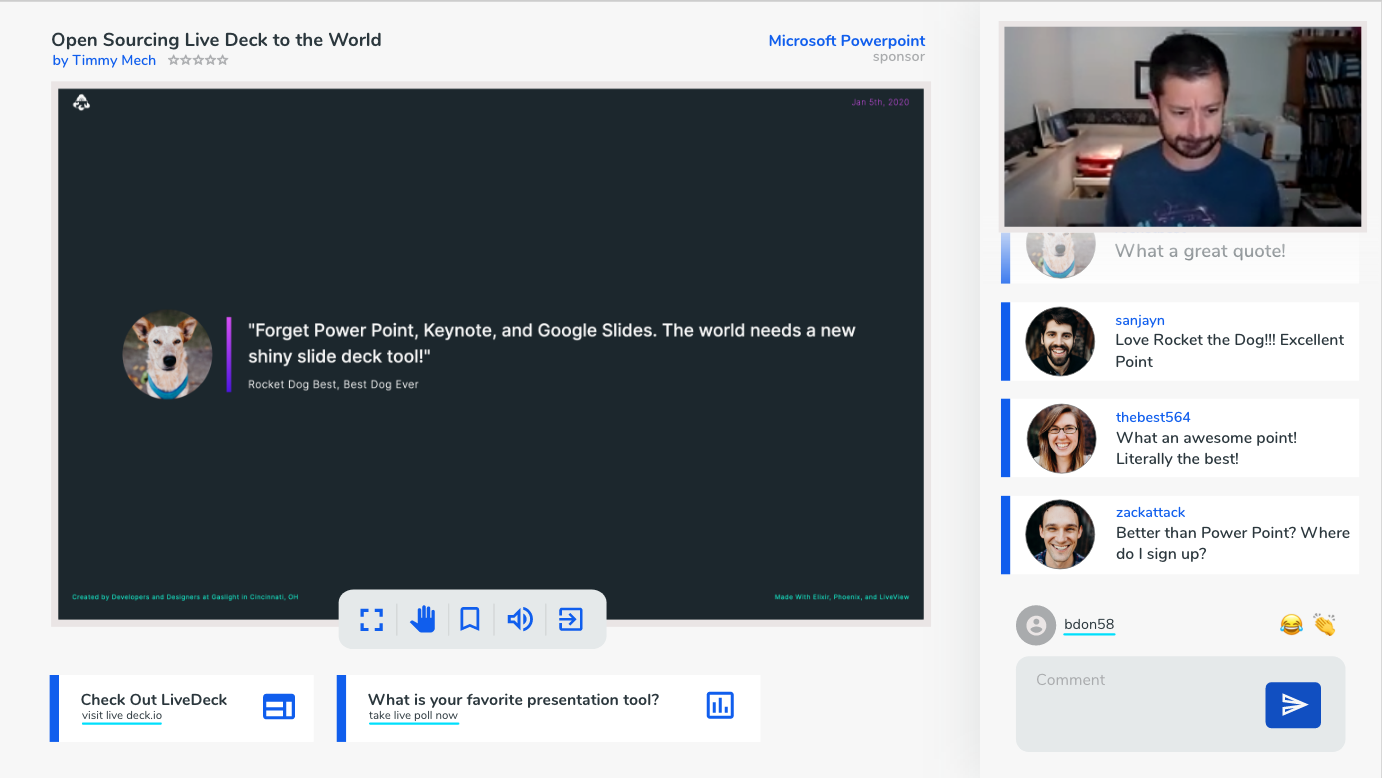 Open Sourcing Live Deck to the World
by Timmy Mech
Microsoft Powerpoint
sponsor
Jan 5th, 2020
"Forget Power Point, Keynote, and Google Slides. The world needs a new
shiny slide deck tool!"
Rocket Dog Best, Best Dog Ever
Created by Developers and Designers at Gaslight in Cincinnati, OH
Made With Elixir, Phoenix, and LiveView
Check Out LiveDeck
visit live deck.io
What is your favorite presentation tool?
take live poll now
What a great quote!
sanjayn
Love Rocket the Dog!!! Excellent
Point
thebest564
What an awesome point!
Literally the best!
zackattack
Better than Power Point? Where
do I sign up?
bdon58
Comment